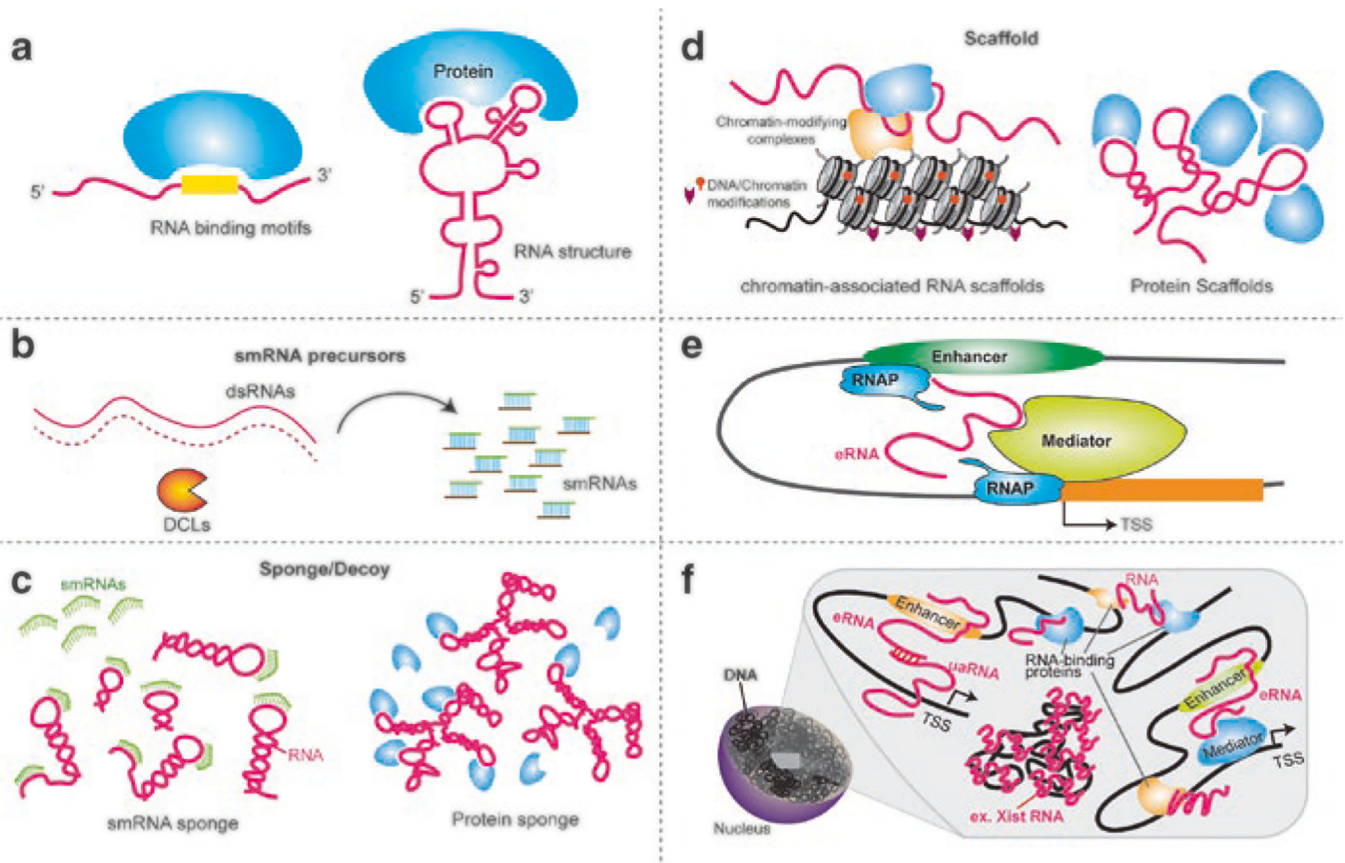 a
Protein
5'
3'
RNA binding motifs
RNA structure
5'
3'
b
smRNA precursors
dsRNAs
DCLs
smRNAs
c
Sponge/Decoy
smRNAs
RNA
smRNA sponge
Protein sponge
d
Scaffold
Chromatin-modifying
complexes
DNA/Chromatin
modifications
chromatin-associated RNA scaffolds
Protein Scaffolds
e
Enhancer
RNAP
eRNA
Mediator
RNAP
TSS
f
RNA
Enhancer
eRNA
RNA-binding
proteins
µaRNA
DNA
TSS
Enhancer
eRNA
Mediator
TSS
ex. Xist RNA
Nucleus